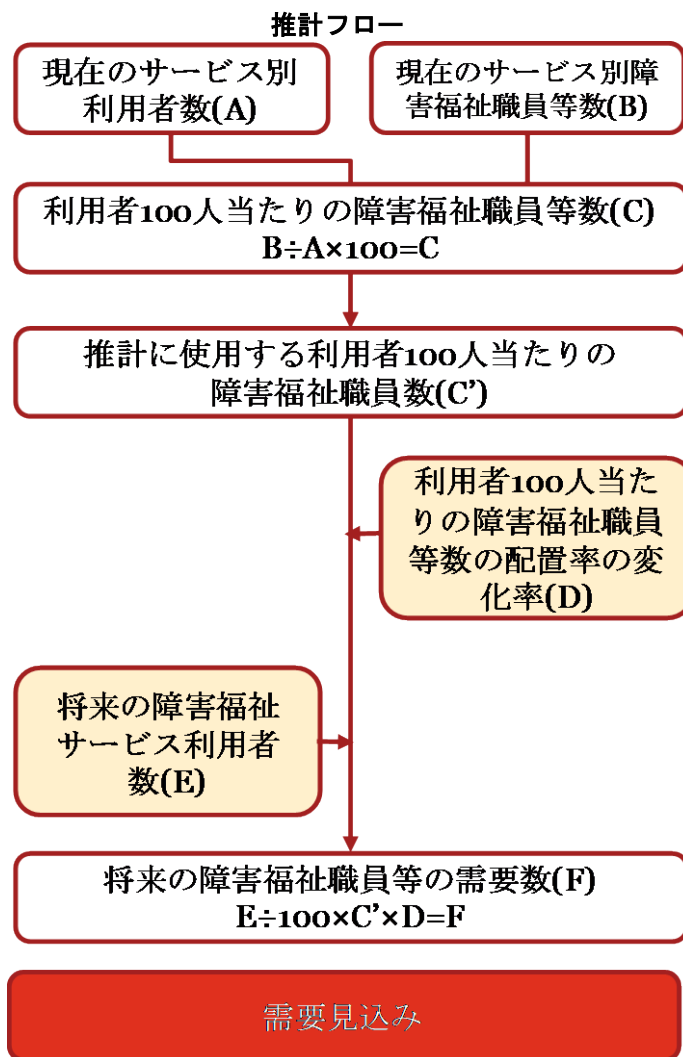 推計フロー
現在のサービス別
利用者数(A)
現在のサービス別障
害福祉職員等数(B)
利用者100人当たりの障害福祉職員等数(C)
B÷A×100=C
推計に使用する利用者100人当たりの
障害福祉職員数(C’)
利用者100人当た
りの障害福祉職員
等数の配置率の変
化率(D)
将来の障害福祉
サービス利用者
数(E)
将来の障害福祉職員等の需要数(F)
E÷100×C’×D=F
需要見込み